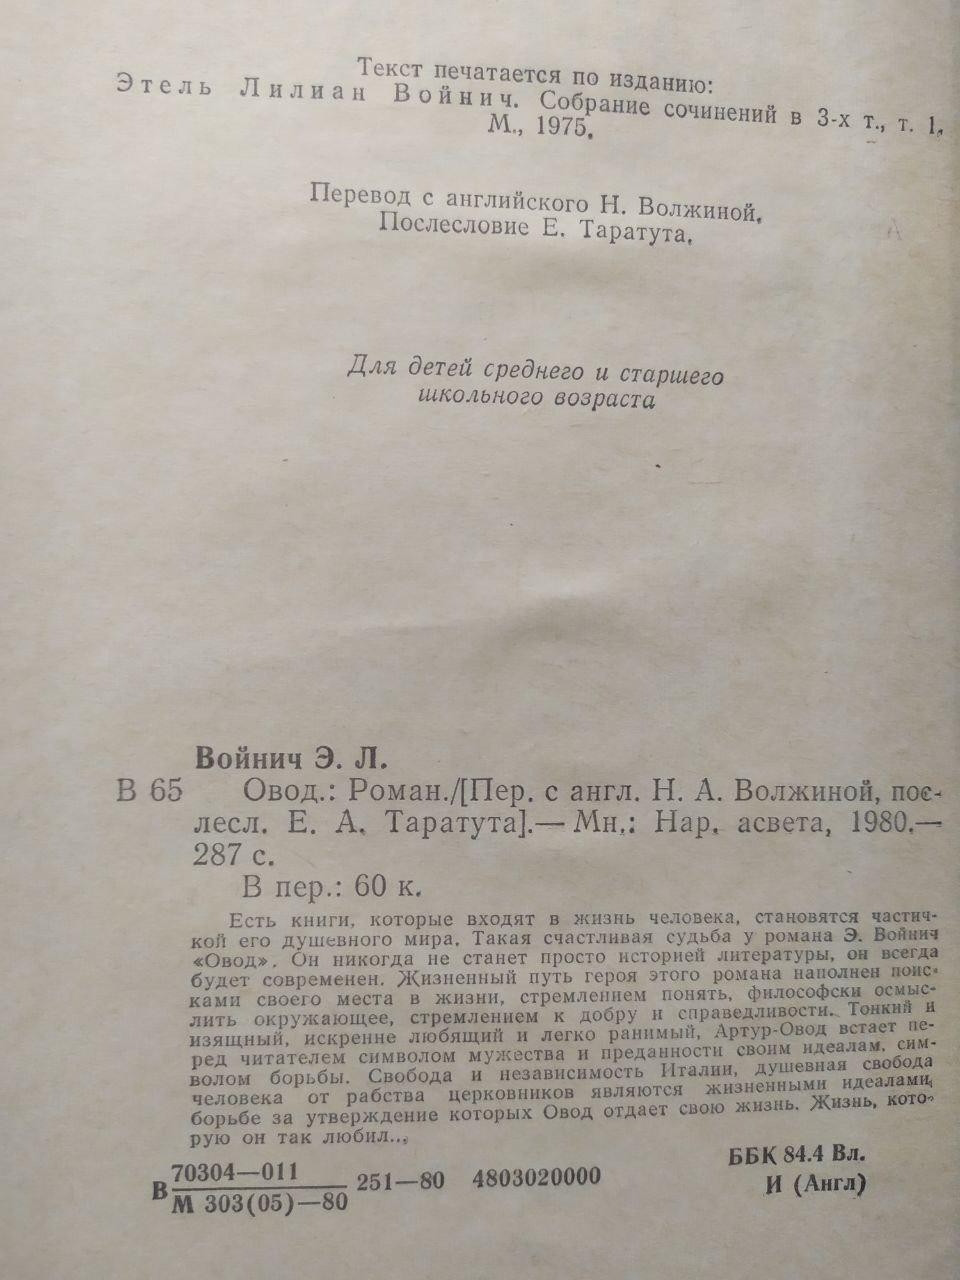 Текст печатается по изданию:
Этель Лилиан Войнич. Собрание сочинений в 3-х т., т. 1,
М., 1975.
Перевод с английского Н. Волжиной.
Послесловие Е. Таратута.
Для детей среднего и старшего
школьного возраста
Войнич Э. Л.
В 65 Овод.: Роман./[Пер. с англ. Н. А. Волжиной, пос-
лесл. Е. А. Таратута].— Мн.: Нар. асвета, 1980.—
287 с.
В пер.: 60 к.
Есть книги, которые входят в жизнь человека, становятся частич-
кой его душевного мира. Такая счастливая судьба у романа Э. Войнич
«Овод». Он никогда не станет просто историей литературы, он всегда
будет современен. Жизненный путь героя этого романа наполнен поис-
ками своего места в жизни, стремлением понять, философски осмыс-
лить окружающее, стремлением к добру и справедливости. Тонкий и
изящный, искренне любящий и легко ранимый, Артур-Овод встает пе-
ред читателем символом мужества и преданности своим идеалам, сим-
волом борьбы. Свобода и независимость Италии, душевная свобода
человека от рабства церковников являются жизненными идеалами,
борьбе за утверждение которых Овод отдает свою жизнь. Жизнь, кото-
рую он так любил...
В 70304—011
М 303(05)—80 251—80 4803020000
ББК 84.4 Вл.
И (Англ)